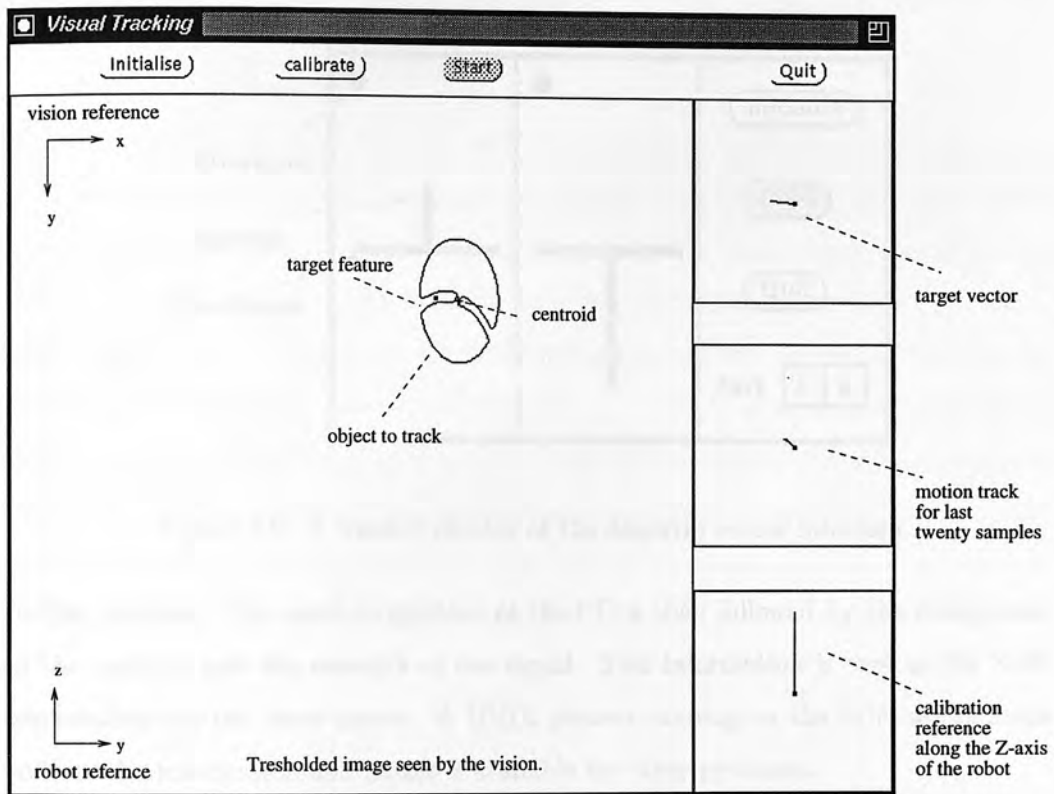 Visual Tracking
Initialise )
calibrate )
Start )
Quit )
vision reference
x
y
target feature
centroid
object to track
target vector
motion track
for last
twenty samples
z
y
robot refernce
Tresholded image seen by the vision.
calibration
reference
along the Z-axis
of the robot